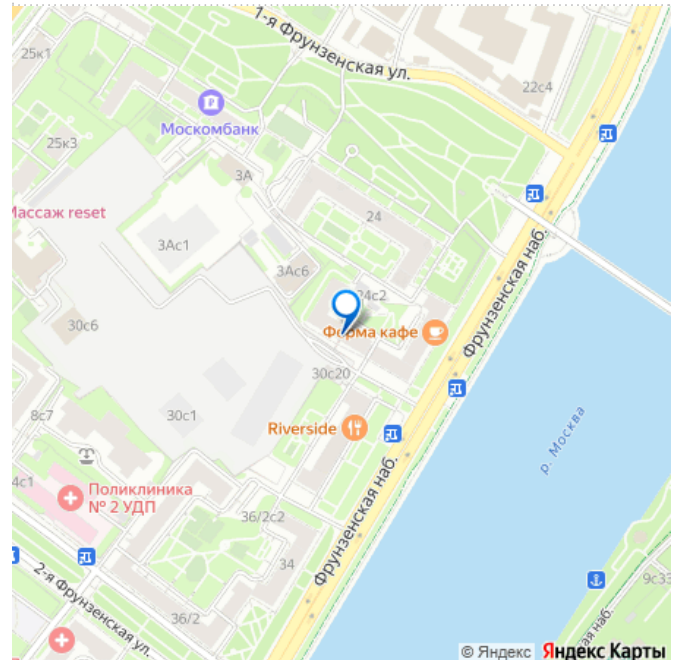 25к1
1-я Фрунзенская ул.
22с4
Москомбанк
25к3
3А
Массаж reset
24
3Ас1
3Ас6
24с2
Фрунзенская наб.
30с6
Форма кафе
30с20
8с7
30с1
Riverside
р. Москва
4с1
Поликлиника
№ 2 УДП
36/2с2
Фрунзенская наб.
34
2-я Фрунзенская ул.
36/2
9с33
наб.
© Яндекс Яндекс Карты